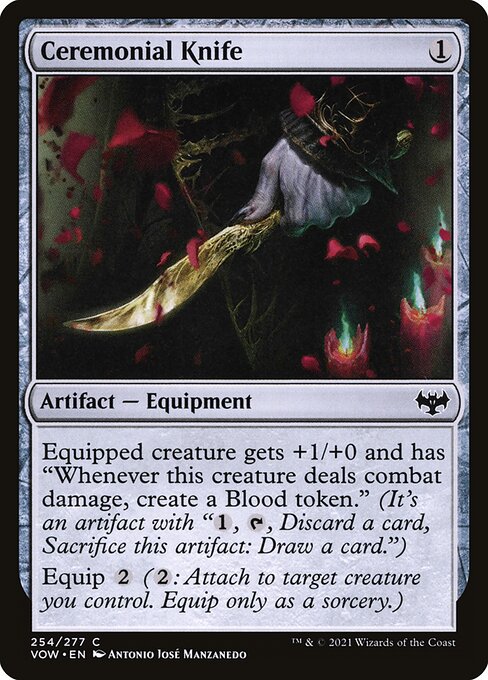 Ceremonial Knife 1
Artifact — Equipment
Equipped creature gets +1/+0 and has
“Whenever this creature deals combat
damage, create a Blood token.” (It’s
an artifact with “1, T, Discard a card,
Sacrifice this artifact: Draw a card.”)
Equip 2 (2: Attach to target creature
you control. Equip only as a sorcery.)
254/277 C
VOW • EN Antonio José Manzanedo
™ & © 2021 Wizards of the Coast